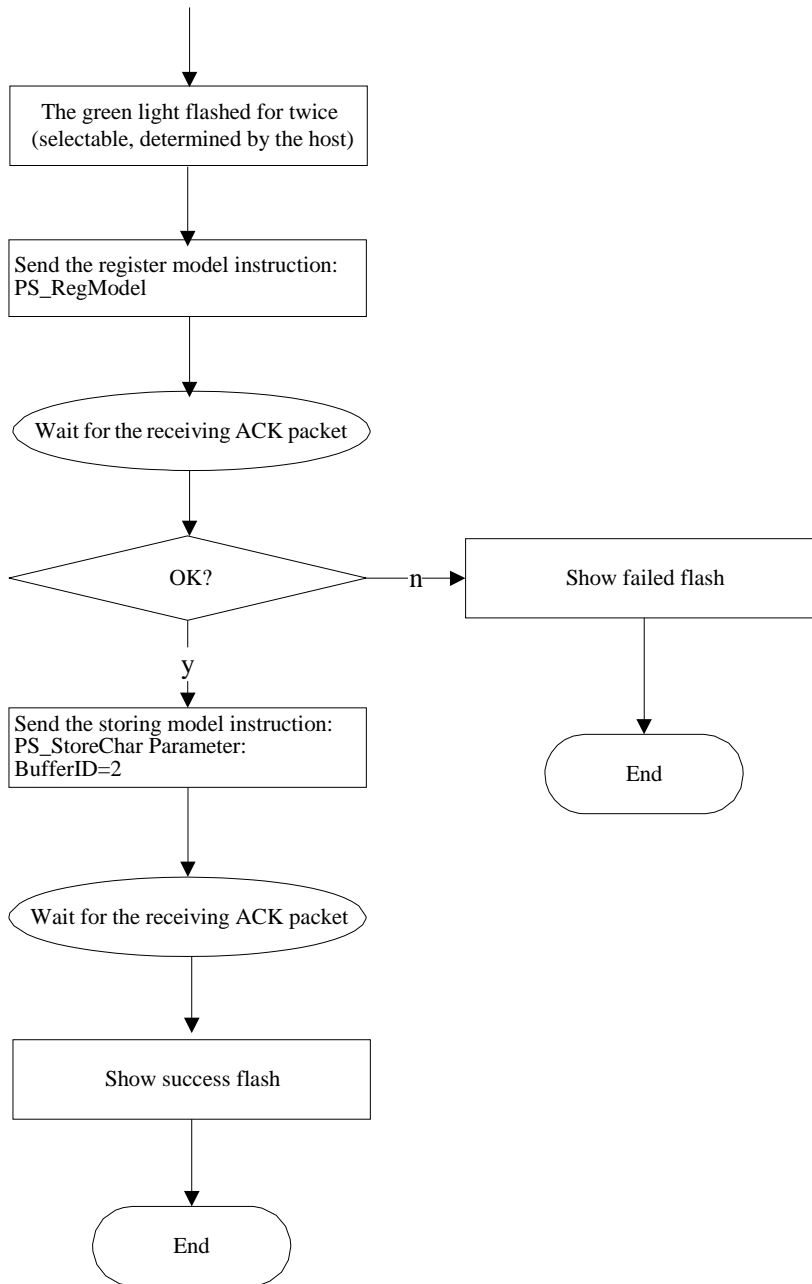 The green light flashed for twice
(selectable, determined by the host)
Send the register model instruction:
PS_RegModel
Wait for the receiving ACK packet
OK?
n
Show failed flash
y
Send the storing model instruction:
PS_StoreChar Parameter:
BufferID=2
End
Wait for the receiving ACK packet
Show success flash
End